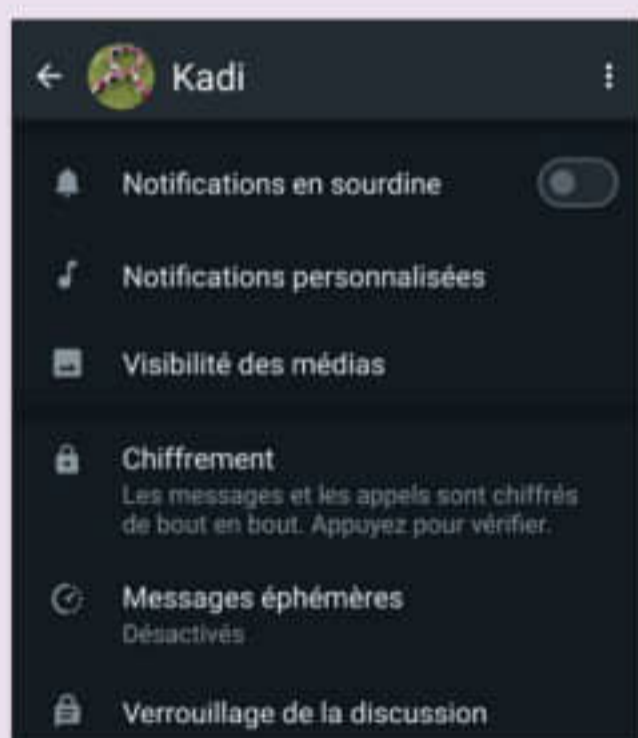 Kadi
Notifications en sourdine
Notifications personnalisées
Visibilité des médias
Chiffrement
Les messages et les appels sont chiffrés
de bout en bout. Appuyez pour vérifier.
Messages éphémères
Désactivés
Verrouillage de la discussion